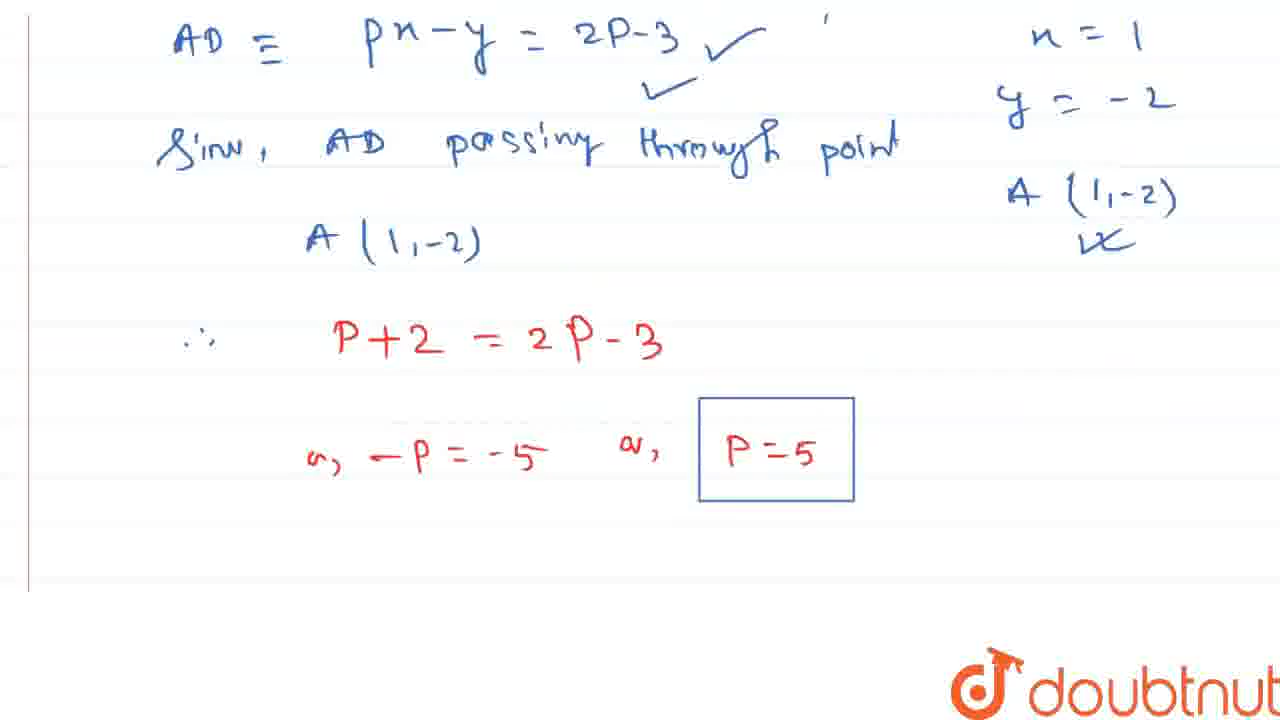 AD ≡ px - y = 2P-3
x = 1
y = -2
A (1,-2)
Sinu, AD passing through point
A (1,-2)
∴ P+2 = 2P-3
or, -P = -5 or, P=5
doubtnut